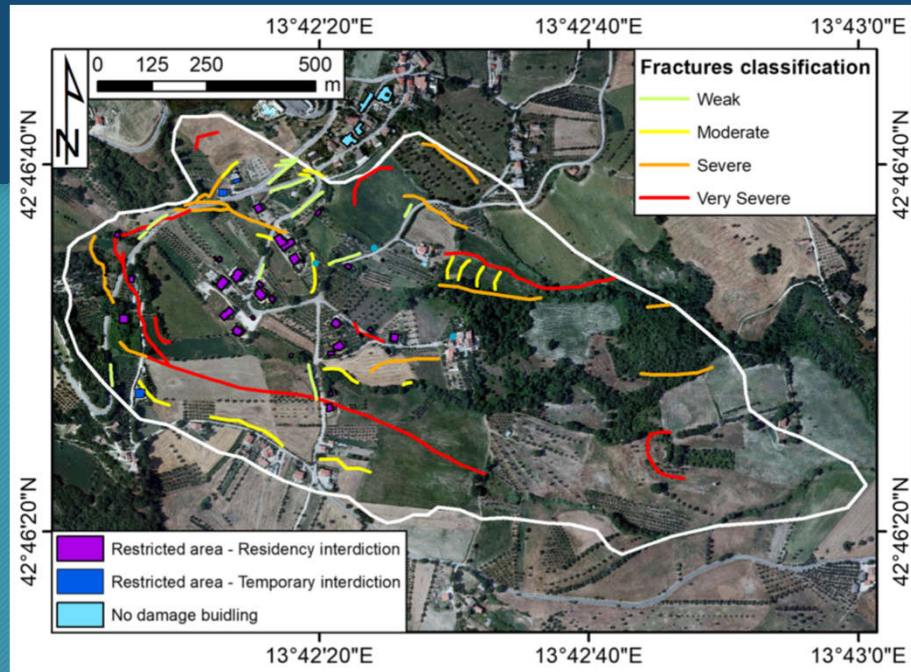 13°42'20"E 13°42'40"E 13°43'0"E
0 125 250 500
m
N
Fractures classification
Weak
Moderate
Severe
Very Severe
42°46'40"N 42°46'40"N
42°46'20"N 42°46'20"N
Restricted area - Residency interdiction
Restricted area - Temporary interdiction
No damage buidling
13°42'20"E 13°42'40"E 13°43'0"E